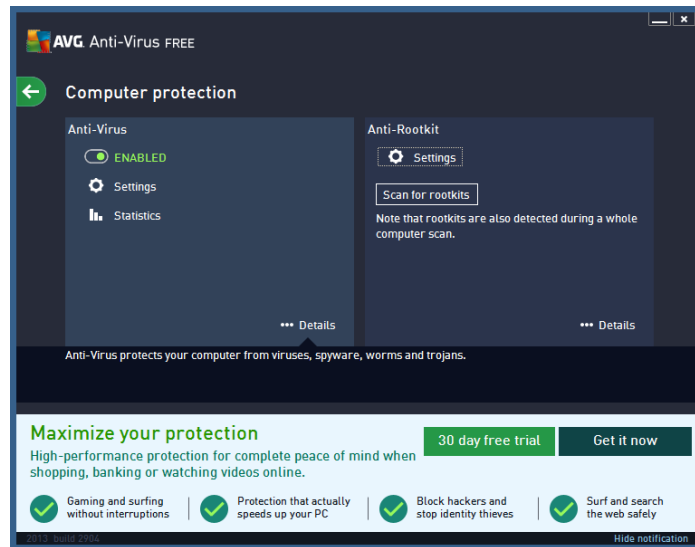 AVG. Anti-Virus FREE
Computer protection
Anti-Virus
ENABLED
Settings
Statistics
Details
Anti-Rootkit
Settings
Scan for rootkits
Note that rootkits are also detected during a whole
computer scan.
Details
Anti-Virus protects your computer from viruses, spyware, worms and trojans.
Maximize your protection
High-performance protection for complete peace of mind when
shopping, banking or watching videos online.
30 day free trial
Get it now
Gaming and surfing
without interruptions
Protection that actually
speeds up your PC
Block hackers and
stop identity thieves
Surf and search
the web safely
2013 build 2904
Hide notification